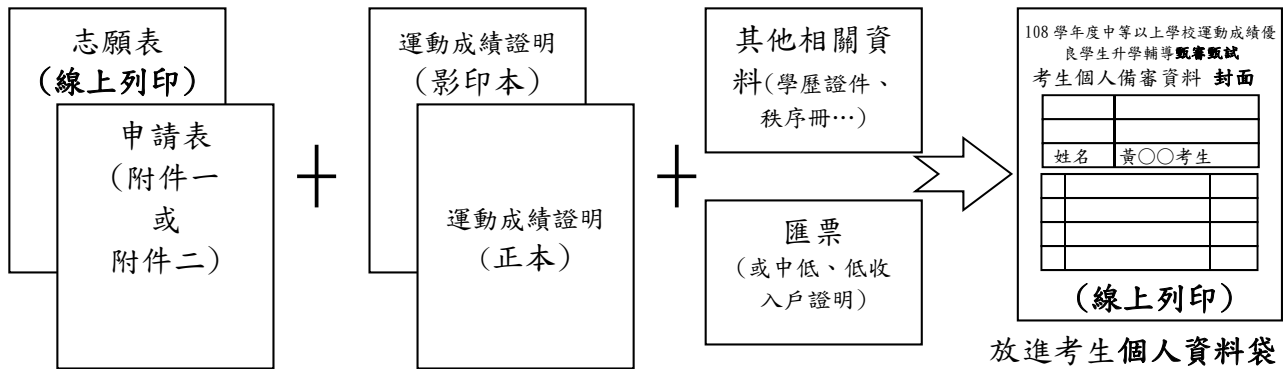 志願表
(線上列印)
申請表
(附件一
或
附件二)
運動成績證明
(影印本)
運動成績證明
(正本)
其他相關資
料(學歷證件、
秩序冊…)
匯票
(或中低、低收
入戶證明)
108 學年度中等以上學校運動成績優
良學生升學輔導甄審甄試
考生個人備審資料 封面
姓名 黃○○考生
(線上列印)
放進考生個人資料袋